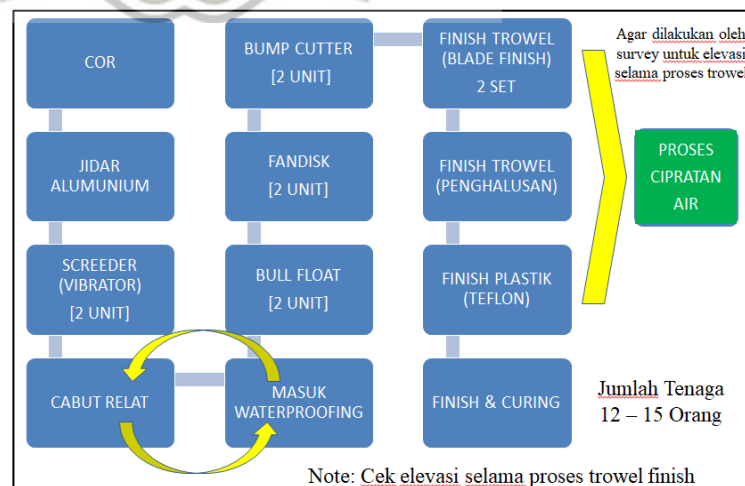 COR
JIDAR
ALUMUNIUM
SCREEDER
(VIBRATOR)
[2 UNIT]
CABUT RELAT
MASUK
WATERPROOFING
BULL FLOAT
[2 UNIT]
FANDISK
[2 UNIT]
BUMP CUTTER
[2 UNIT]
FINISH TROWEL
(BLADE FINISH)
2 SET
FINISH TROWEL
(PENGHALUSAN)
FINISH PLASTIK
(TEFLON)
FINISH & CURING
Agar dilakukan oleh
survey untuk elevasi
selama proses trowel
PROSES
CIPRATAN
AIR
Jumlah Tenaga
12 – 15 Orang
Note: Cek elevasi selama proses trowel finish